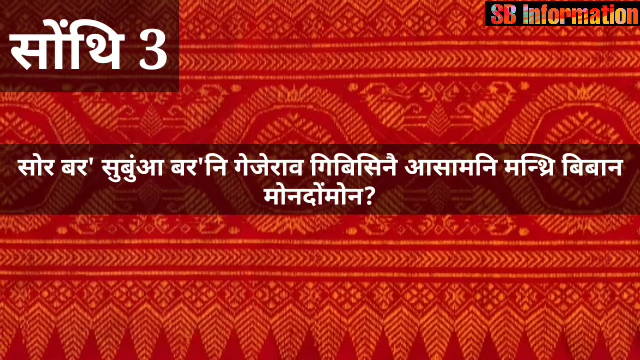 SB Information
सोंथि 3
सोर बर' सुबुंआ बर'नि गेजेराव गिबिसिनै आसामनि मन्थ्रि बिबान
मोनदोंमोन?